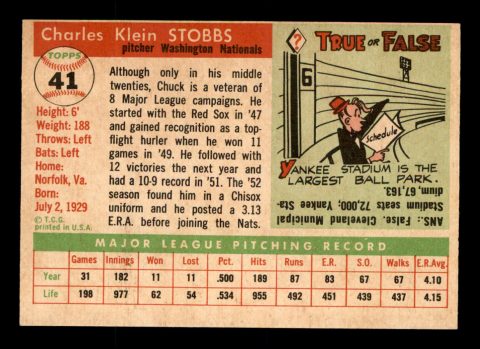 Charles Klein STOBBS
pitcher Washington Nationals
TOPPS
41
Height: 6'
Weight: 188
Throws: Left
Bats: Left
Home:
Norfolk, Va.
Born:
July 2, 1929
© T.C.G.
printed in U.S.A.
Although only in his middle
twenties, Chuck is a veteran of
8 Major League campaigns. He
started with the Red Sox in '47
and gained recognition as a top-
flight hurler when he won 11
games in '49. He followed with
12 victories the next year and
had a 10-9 record in '51. The '52
season found him in a Chisox
uniform and he posted a 3.13
E.R.A. before joining the Nats.
?
TRUE OR FALSE
6
Schedule
YANKEE STADIUM IS THE
LARGEST BALL PARK.
ANS.: False. Cleveland Municipal
Stadium seats 72,000, Yankee Sta-
dium, 67,163.
MAJOR LEAGUE PITCHING RECORD
Games Innings Won Lost Pct. Hits Runs E.R. S.O. Walks E.R.Avg.
Year 31 182 11 11 .500 189 87 83 67 67 4.10
Life 198 977 62 54 .534 955 492 451 439 437 4.15